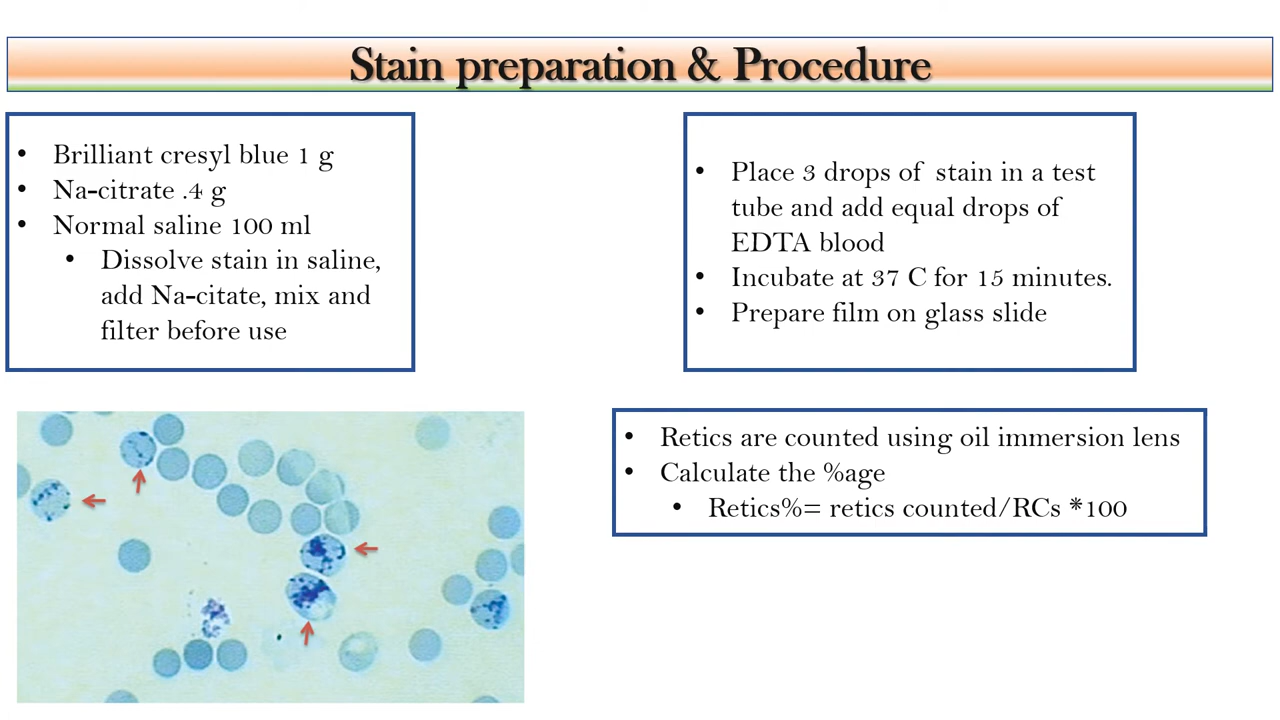 Stain preparation & Procedure
• Brilliant cresyl blue 1 g
• Na-citrate .4 g
• Normal saline 100 ml
• Dissolve stain in saline,
add Na-citate, mix and
filter before use
• Place 3 drops of stain in a test
tube and add equal drops of
EDTA blood
• Incubate at 37 C for 15 minutes.
• Prepare film on glass slide
• Retics are counted using oil immersion lens
• Calculate the %age
• Retics%= retics counted/RCs *100